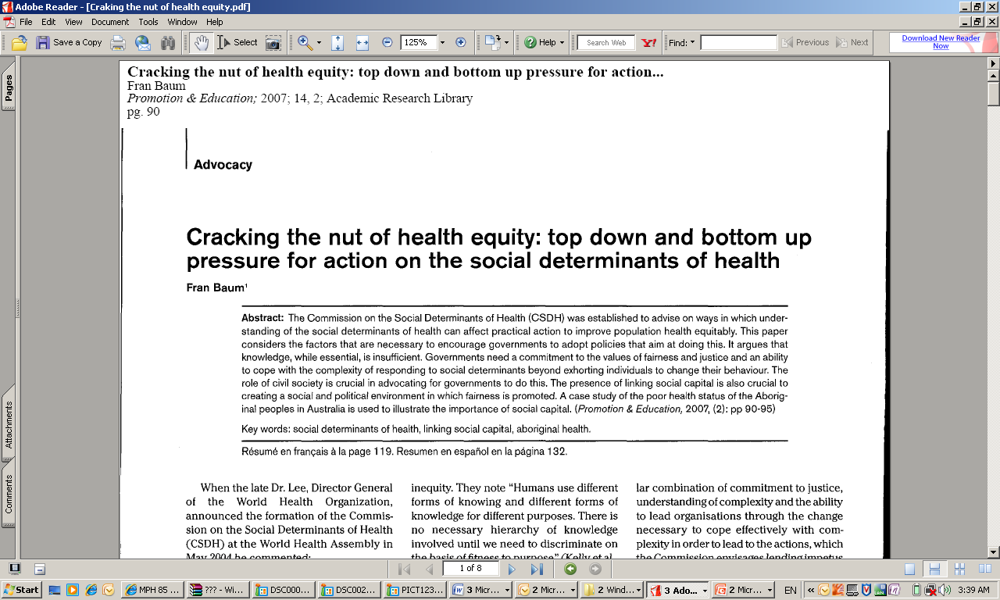 Adobe Reader - [Craking the nut of health equity.pdf]
File Edit View Document Tools Window Help
Save a Copy Select 125% Help Search Web Y! Find: Previous Next Download New Reader
Now
Pages
Attachments
Comments
Cracking the nut of health equity: top down and bottom up pressure for action...
Fran Baum
Promotion & Education; 2007; 14, 2; Academic Research Library
pg. 90
Advocacy
Cracking the nut of health equity: top down and bottom up
pressure for action on the social determinants of health
Fran Baum¹
Abstract: The Commission on the Social Determinants of Health (CSDH) was established to advise on ways in which under-
standing of the social determinants of health can affect practical action to improve population health equitably. This paper
considers the factors that are necessary to encourage governments to adopt policies that aim at doing this. It argues that
knowledge, while essential, is insufficient. Governments need a commitment to the values of fairness and justice and an ability
to cope with the complexity of responding to social determinants beyond exhorting individuals to change their behaviour. The
role of civil society is crucial in advocating for governments to do this. The presence of linking social capital is also crucial to
creating a social and political environment in which fairness is promoted. A case study of the poor health status of the Aborig-
inal peoples in Australia is used to illustrate the importance of social capital. (Promotion & Education, 2007, (2): pp 90-95)
Key words: social determinants of health, linking social capital, aboriginal health.
Résumé en français à la page 119. Resumen en español en la página 132.
When the late Dr. Lee, Director General
of the World Health Organization,
announced the formation of the Commis-
sion on the Social Determinants of Health
(CSDH) at the World Health Assembly in
May 2004 he commented:
inequity. They note "Humans use different
forms of knowing and different forms of
knowledge for different purposes. There is
no necessary hierarchy of knowledge
involved until we need to discriminate on
the basis of fitness to purpose" (Kelly et al
lar combination of commitment to justice,
understanding of complexity and the ability
to lead organisations through the change
necessary to cope effectively with com-
plexity in order to lead to the actions, which
the Commission envisages lending impetus
1 of 8
Start MPH 85 ... ??? - Wi... DSC000... DSC002... PICT123... 3 Micr... 2 Micr... 2 Wind... 3 Ado... 2 Micr... EN 3:39 AM